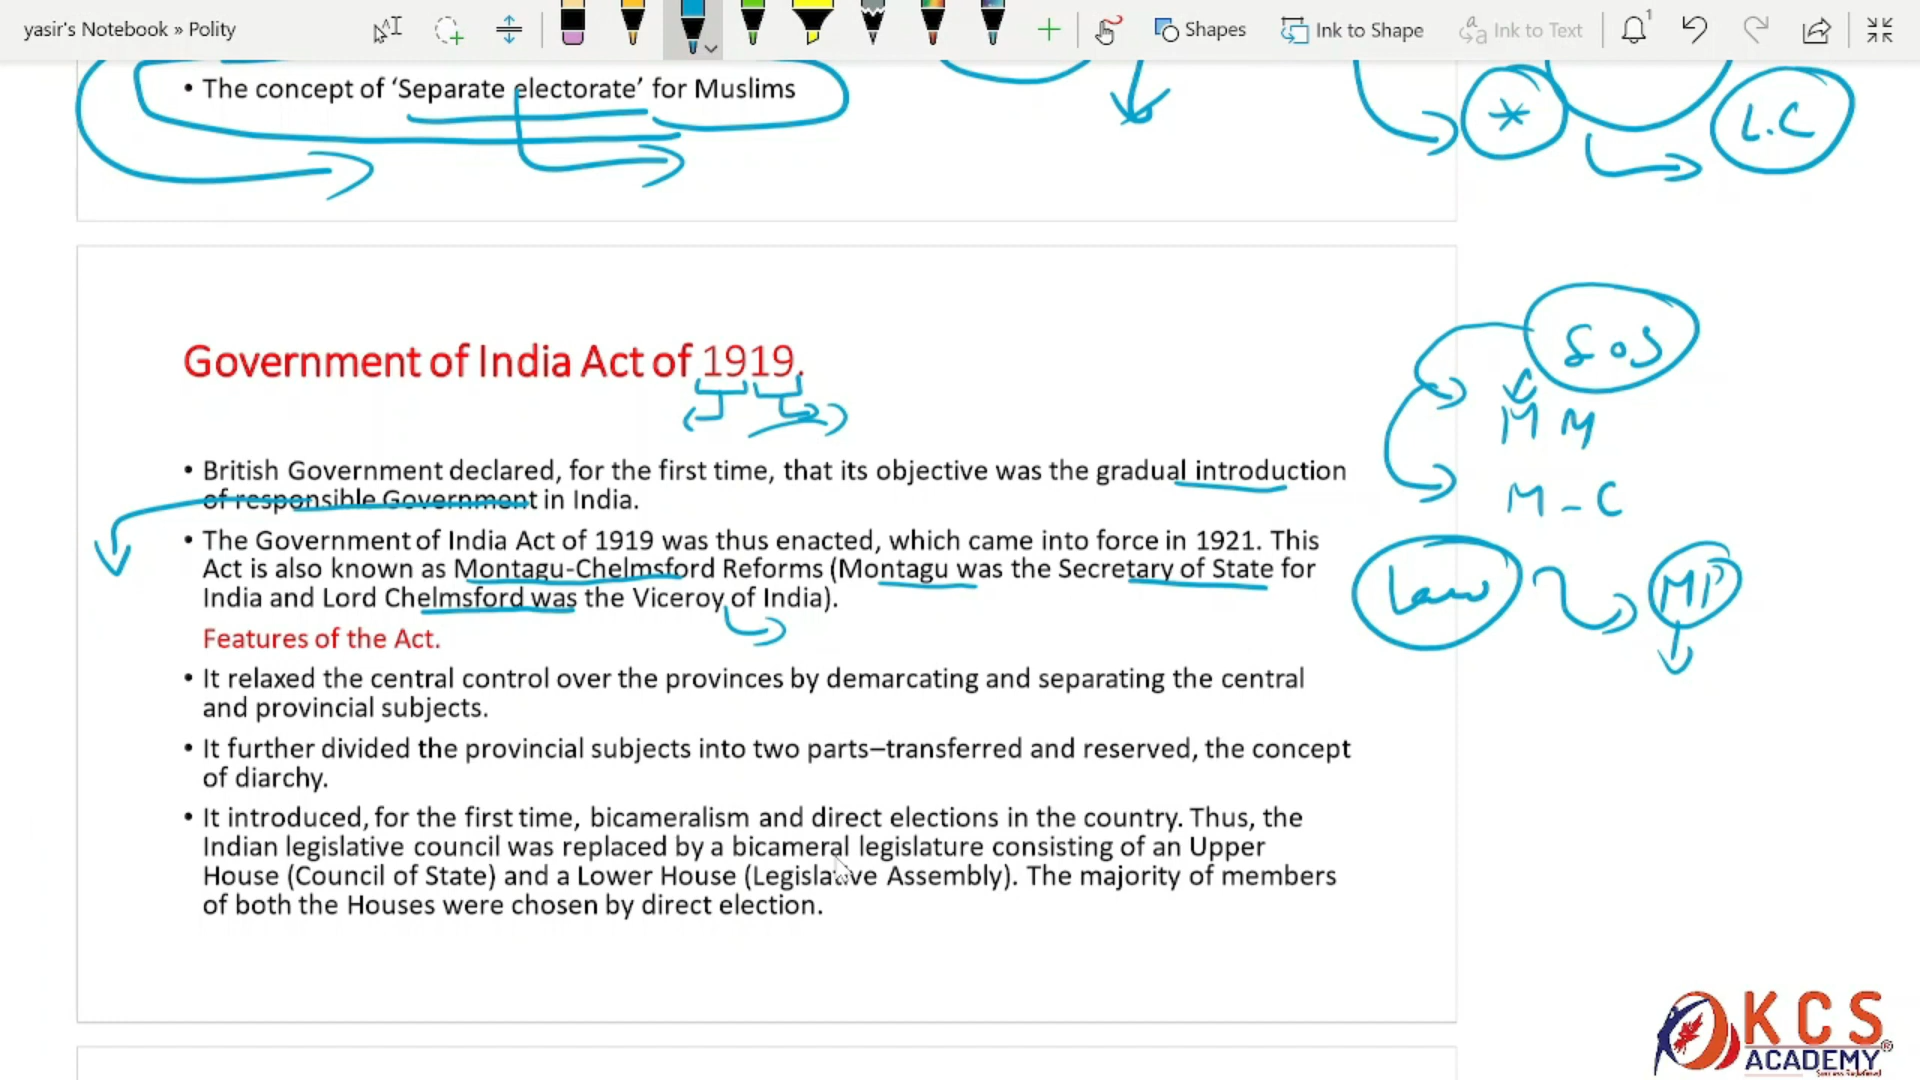 yasir's Notebook » Polity
Shapes
Ink to Shape
Ink to Text
1
• The concept of ‘Separate electorate’ for Muslims
*
L.C
Government of India Act of 1919.
SOS
MM
M-C
• British Government declared, for the first time, that its objective was the gradual introduction
of responsible Government in India.
• The Government of India Act of 1919 was thus enacted, which came into force in 1921. This
Act is also known as Montagu-Chelmsford Reforms (Montagu was the Secretary of State for
India and Lord Chelmsford was the Viceroy of India).
Law
MP
Features of the Act.
• It relaxed the central control over the provinces by demarcating and separating the central
and provincial subjects.
• It further divided the provincial subjects into two parts–transferred and reserved, the concept
of diarchy.
• It introduced, for the first time, bicameralism and direct elections in the country. Thus, the
Indian legislative council was replaced by a bicameral legislature consisting of an Upper
House (Council of State) and a Lower House (Legislative Assembly). The majority of members
of both the Houses were chosen by direct election.
KCS
ACADEMY®